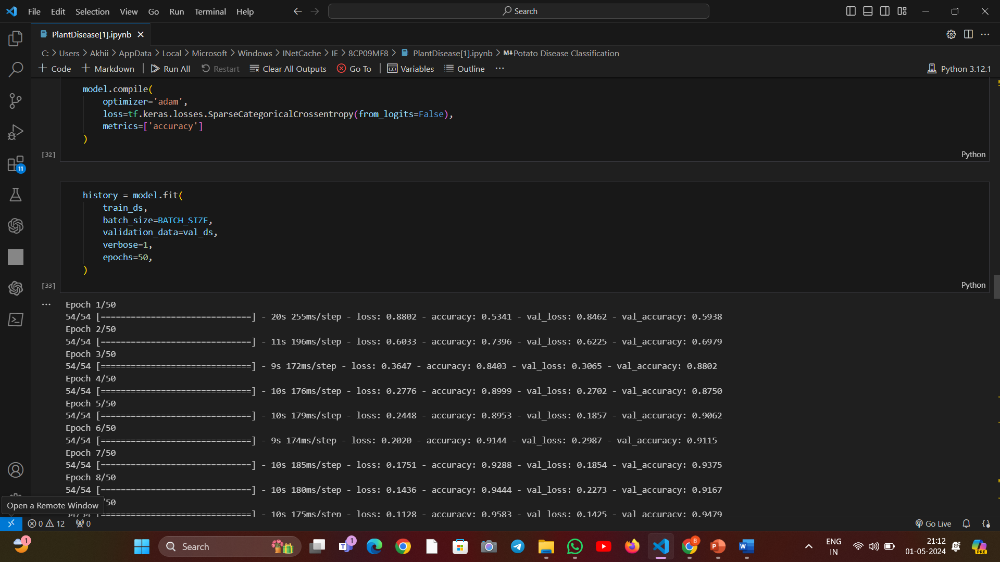 File Edit Selection View Go Run Terminal Help
Search
PlantDisease[1].ipynb
C: > Users > Akhii > AppData > Local > Microsoft > Windows > INetCache > IE > 8CP09MF8 > PlantDisease[1].ipynb > M↓Potato Disease Classification
+ Code + Markdown | Run All Restart Clear All Outputs Go To | Variables Outline ... Python 3.12.1
model.compile(
optimizer='adam',
loss=tf.keras.losses.SparseCategoricalCrossentropy(from_logits=False),
metrics=['accuracy']
)
[32] Python
history = model.fit(
train_ds,
batch_size=BATCH_SIZE,
validation_data=val_ds,
verbose=1,
epochs=50,
)
[33] Python
... Epoch 1/50
54/54 [==============================] - 20s 255ms/step - loss: 0.8802 - accuracy: 0.5341 - val_loss: 0.8462 - val_accuracy: 0.5938
Epoch 2/50
54/54 [==============================] - 11s 196ms/step - loss: 0.6033 - accuracy: 0.7396 - val_loss: 0.6225 - val_accuracy: 0.6979
Epoch 3/50
54/54 [==============================] - 9s 172ms/step - loss: 0.3647 - accuracy: 0.8403 - val_loss: 0.3065 - val_accuracy: 0.8802
Epoch 4/50
54/54 [==============================] - 10s 176ms/step - loss: 0.2776 - accuracy: 0.8999 - val_loss: 0.2702 - val_accuracy: 0.8750
Epoch 5/50
54/54 [==============================] - 10s 179ms/step - loss: 0.2448 - accuracy: 0.8953 - val_loss: 0.1857 - val_accuracy: 0.9062
Epoch 6/50
54/54 [==============================] - 9s 174ms/step - loss: 0.2020 - accuracy: 0.9144 - val_loss: 0.2987 - val_accuracy: 0.9115
Epoch 7/50
54/54 [==============================] - 10s 185ms/step - loss: 0.1751 - accuracy: 0.9288 - val_loss: 0.1854 - val_accuracy: 0.9375
Epoch 8/50
54/54 [==============================] - 10s 180ms/step - loss: 0.1436 - accuracy: 0.9444 - val_loss: 0.2273 - val_accuracy: 0.9167
/50
Open a Remote Window
54/54 [==============================] - 10s 175ms/step - loss: 0.1128 - accuracy: 0.9583 - val_loss: 0.1425 - val_accuracy: 0.9479
11
0 12 0 Go Live
1
Search
1
B
ENG
IN
21:12
01-05-2024
PRE